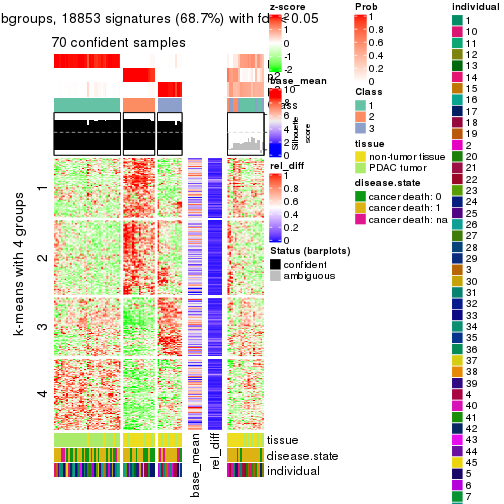 bgroups, 18853 signatures (68.7%) with fd 0.05
70 confident samples
k-means with 4 groups
1
2
3
4
base_mean
rel_diff
tissue
disease.state
individual
Silhouette
score
z-score
2
1
0
-1
-2
base_mean
10
8
6
4
2
0
rel_diff
1
0.8
0.6
0.4
0.2
0
Status (barplots)
confident
ambiguous
Prob
1
0.8
0.6
0.4
0.2
0
Class
1
2
3
tissue
non-tumor tissue
PDAC tumor
disease.state
cancer death: 0
cancer death: 1
cancer death: na
individual
1
10
11
12
13
14
15
16
17
18
19
2
20
21
22
23
24
25
26
27
28
29
3
30
31
32
33
34
35
36
37
38
39
4
40
41
42
43
44
45
5
6
7